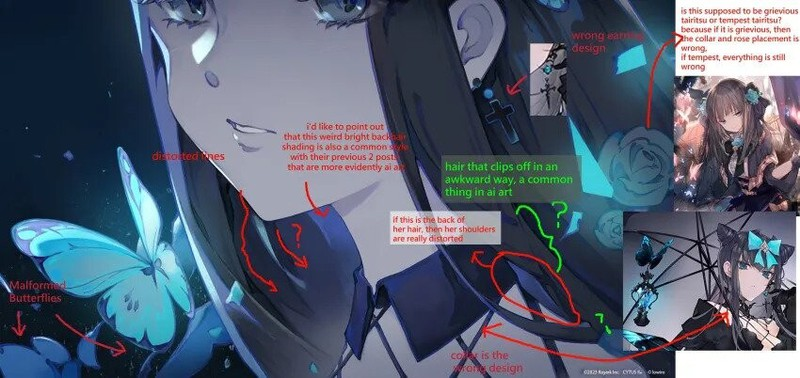 is this supposed to be grievious
tairitsu or tempest tairitsu?
because if it is grievious, then
the collar and rose placement is
wrong,
if tempest, everything is still
wrong
wrong earring
design
i'd like to point out
that this weird bright backhair
shading is also a common style
with their previous 2 posts
that are more evidently ai art
distorted lines
hair that clips off in an
awkward way, a common
thing in ai art
?
?
if this is the back of
her hair, then her shoulders
are really distorted
Malformed
Butterflies
?
collar is the
wrong design
©2023 Rayark Inc.